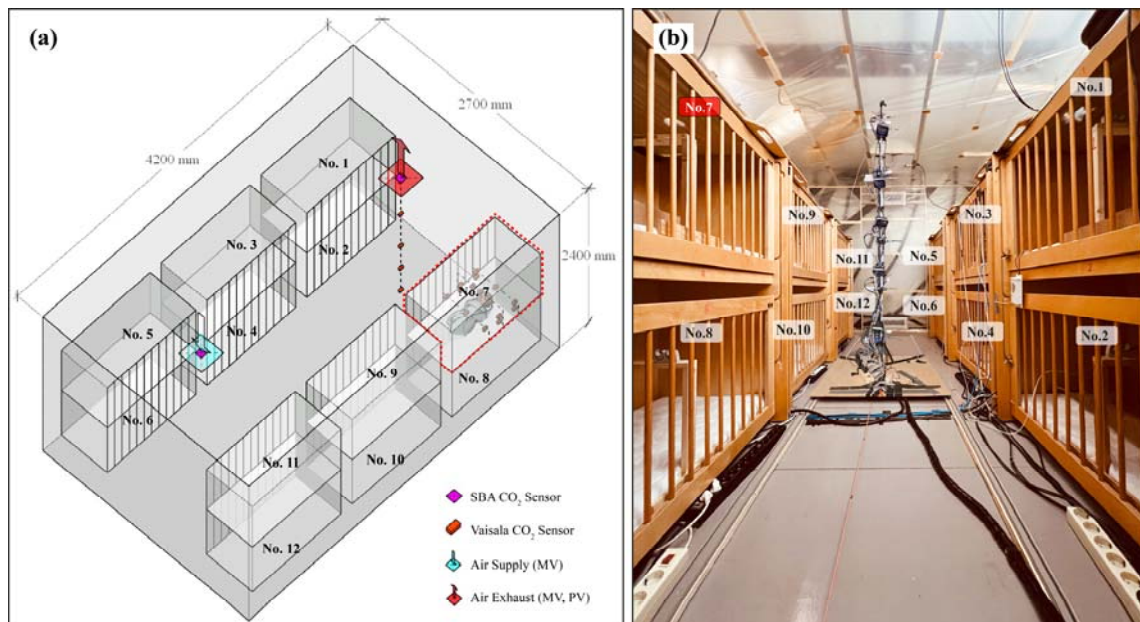 (a)
2700 mm
4200 mm
2400 mm
No. 1
No. 2
No. 3
No. 4
No. 5
No. 6
No. 7
No. 8
No. 9
No. 10
No. 11
No. 12
SBA CO₂ Sensor
Vaisala CO₂ Sensor
Air Supply (MV)
Air Exhaust (MV, PV)
(b)
No.7
No.1
No.9
No.3
No.11
No.5
No.12
No.6
No.8
No.10
No.4
No.2